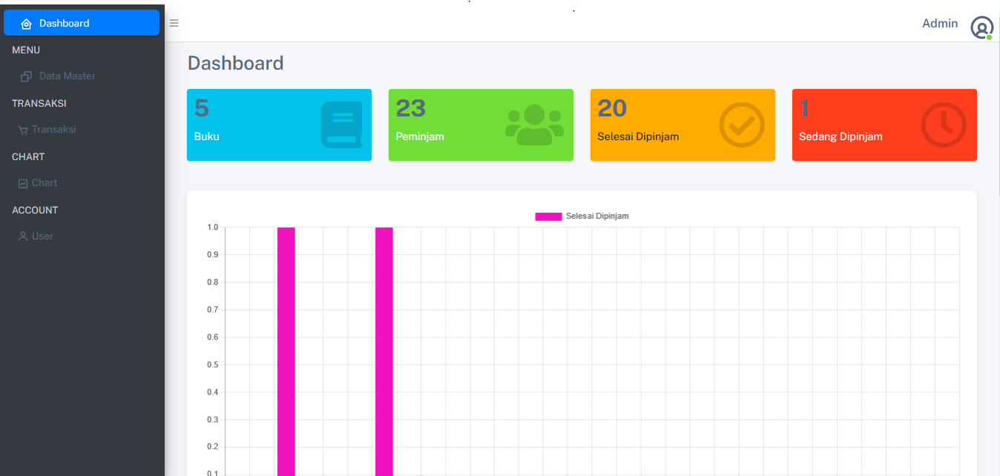 Dashboard
Admin
MENU
Data Master
TRANSAKSI
Transaksi
CHART
Chart
ACCOUNT
User
Dashboard
5
Buku
23
Peminjam
20
Selesai Dipinjam
1
Sedang Dipinjam
Selesai Dipinjam
1.0
0.9
0.8
0.7
0.6
0.5
0.4
0.3
0.2
0.1